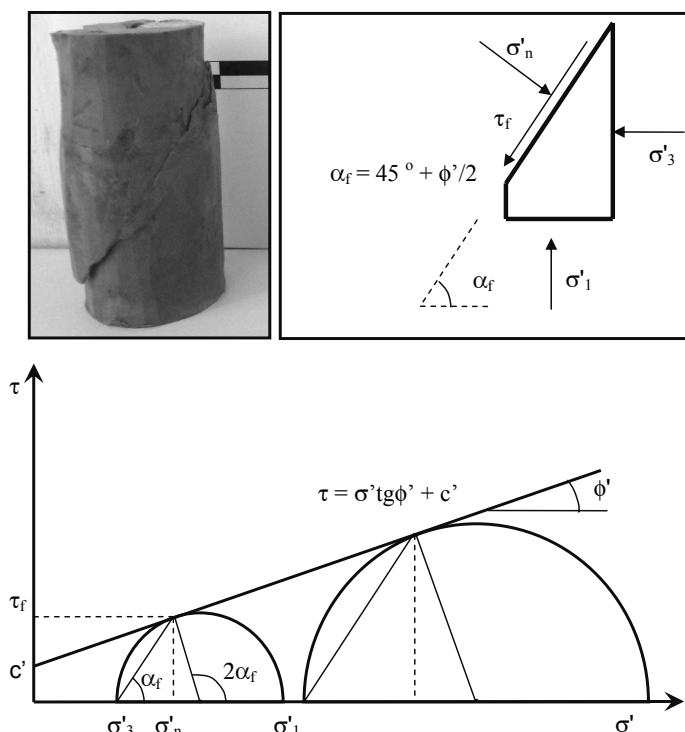 σ'n
τf
σ'3
αf = 45 º + ϕ’/2
αf
σ'1
τ
τ = σ’tgϕ’ + c’
ϕ'
τf
c’
αf
2αf
σ'3 σ'n σ'1 σ'